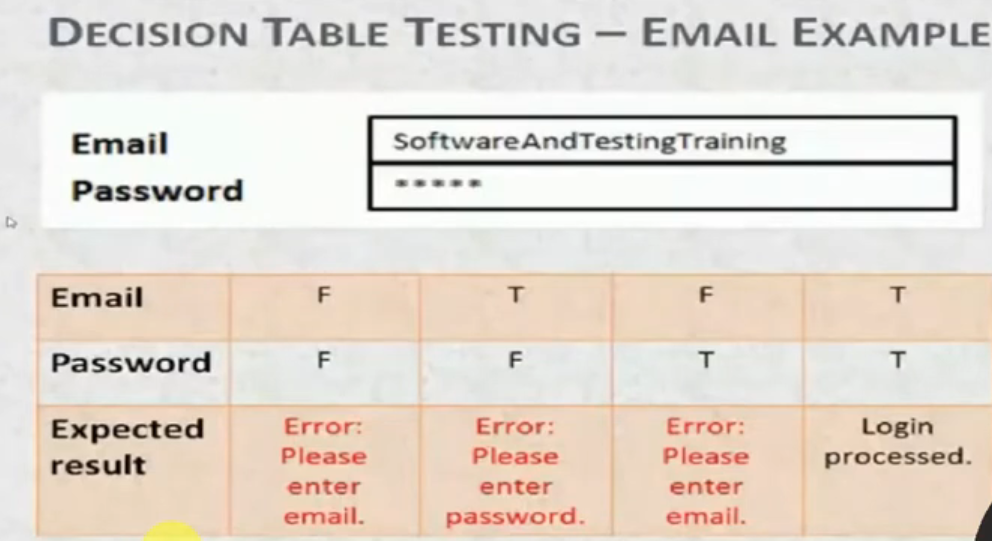 DECISION TABLE TESTING – EMAIL EXAMPLE
Email SoftwareAndTestingTraining
Password *****
Email F T F T
Password F F T T
Expected result Error: Please enter email. Error: Please enter password. Error: Please enter email. Login processed.